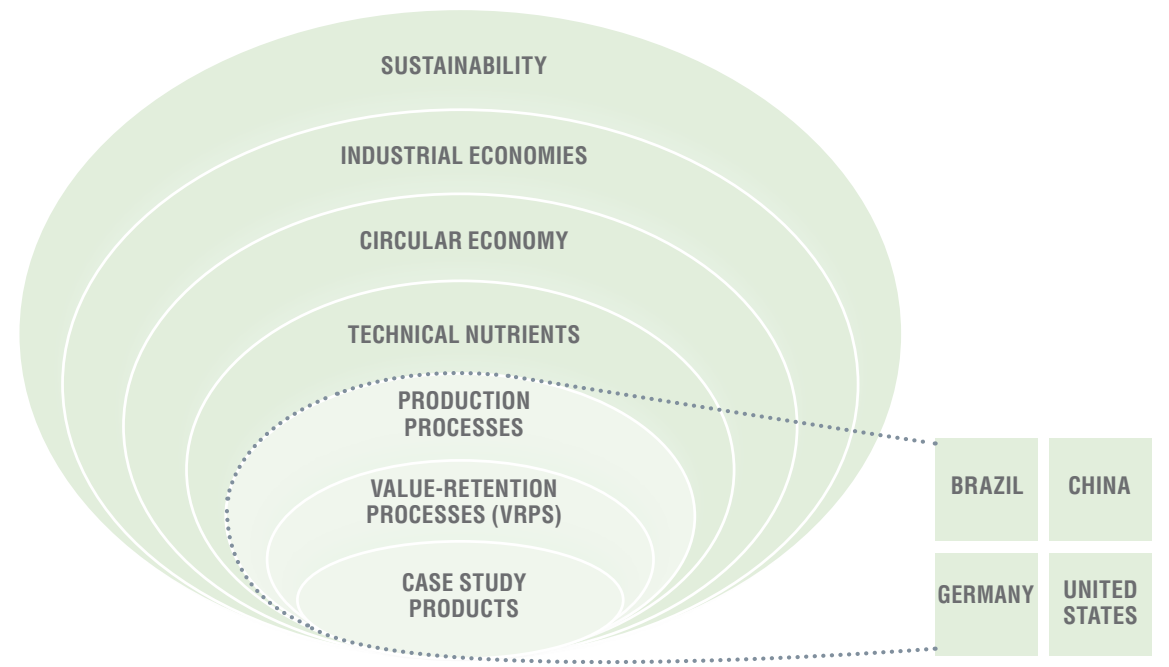 SUSTAINABILITY
INDUSTRIAL ECONOMIES
CIRCULAR ECONOMY
TECHNICAL NUTRIENTS
PRODUCTION
PROCESSES
VALUE-RETENTION
PROCESSES (VRPS)
CASE STUDY
PRODUCTS
BRAZIL
CHINA
GERMANY
UNITED
STATES